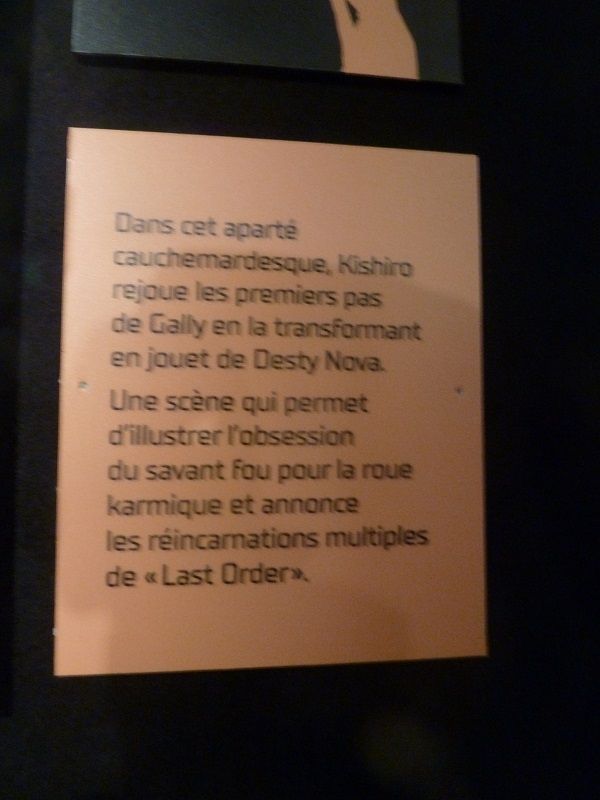 Dans cet aparté
cauchemardesque, Kishiro
rejoue les premiers pas
de Gally en la transformant
en jouet de Desty Nova.
Une scène qui permet
d'illustrer l'obsession
du savant fou pour la roue
karmique et annonce
les réincarnations multiples
de « Last Order ».